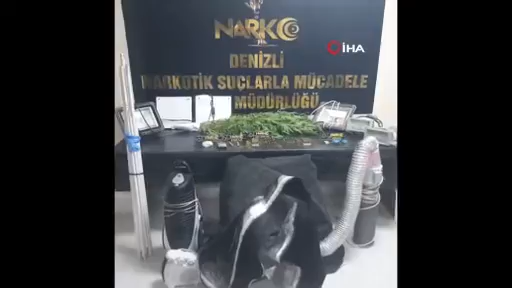 NARKO
İHA
DENİZLİ
NARKOTİK SUÇLARLA MÜCADELE
MÜDÜRLÜĞÜ